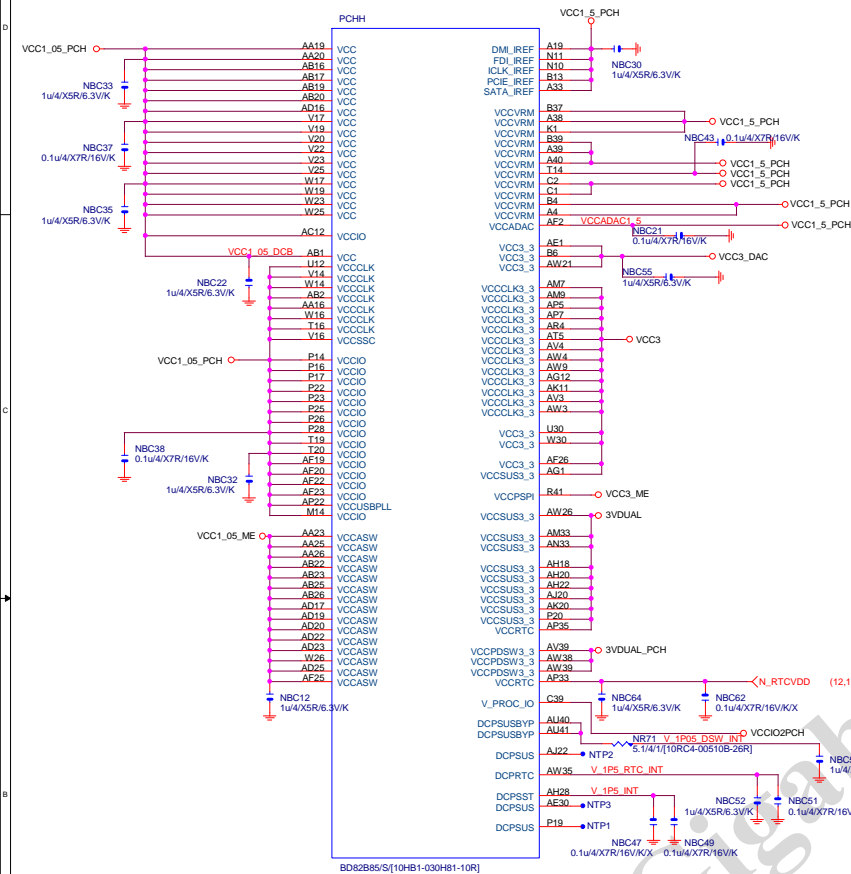 VCC1_5_PCH
D
PCHH
VCC1_05_PCH
AA19 VCC
AA20 VCC
AB16 VCC
AB17 VCC
AB19 VCC
AB20 VCC
AD16 VCC
V17 VCC
V19 VCC
V20 VCC
V22 VCC
V23 VCC
V25 VCC
W17 VCC
W19 VCC
W23 VCC
W25 VCC
AC12 VCCIO
VCC1_05_DCB AB1 VCC
U12 VCCCLK
V14 VCCCLK
W14 VCCCLK
AB2 VCCCLK
AA16 VCCCLK
W16 VCCCLK
T16 VCCCLK
V16 VCCSSC
NBC33
1u/4/X5R/6.3V/K
NBC37
0.1u/4/X7R/16V/K
NBC35
1u/4/X5R/6.3V/K
NBC22
1u/4/X5R/6.3V/K
VCC1_05_PCH
P14 VCCIO
P16 VCCIO
P17 VCCIO
P22 VCCIO
P23 VCCIO
P25 VCCIO
P26 VCCIO
P28 VCCIO
T19 VCCIO
T20 VCCIO
AF19 VCCIO
AF20 VCCIO
AF22 VCCIO
AF23 VCCIO
AP22 VCCUSBPLL
M14 VCCIO
C
NBC38
0.1u/4/X7R/16V/K
NBC32
1u/4/X5R/6.3V/K
VCC1_05_ME
AA23 VCCASW
AA25 VCCASW
AA26 VCCASW
AB22 VCCASW
AB23 VCCASW
AB25 VCCASW
AB26 VCCASW
AD17 VCCASW
AD19 VCCASW
AD20 VCCASW
AD22 VCCASW
AD23 VCCASW
W26 VCCASW
AD25 VCCASW
AF25 VCCASW
NBC12
1u/4/X5R/6.3V/K
B
DMI_IREF A19
FDI_IREF N11
ICLK_IREF N10
PCIE_IREF B13
SATA_IREF A33
NBC30
1u/4/X5R/6.3V/K
VCCVRM B37
VCCVRM A38
VCCVRM K1
VCCVRM B39
VCCVRM A39
VCCVRM A40
VCCVRM T14
VCCVRM C2
VCCVRM C1
VCCVRM B4
VCCVRM A4
VCCADAC AF2 VCCADAC1_5
VCC1_5_PCH
NBC43 0.1u/4/X7R/16V/K
VCC1_5_PCH
VCC1_5_PCH
VCC1_5_PCH
VCC1_5_PCH
VCC1_5_PCH
NBC21
0.1u/4/X7R/16V/K
VCC3_3 AE1
VCC3_3 B6
VCC3_3 AW21
VCC3_DAC
NBC55
1u/4/X5R/6.3V/K
VCCCLK3_3 AM7
VCCCLK3_3 AM9
VCCCLK3_3 AP5
VCCCLK3_3 AP7
VCCCLK3_3 AR4
VCCCLK3_3 AT5
VCCCLK3_3 AV4
VCCCLK3_3 AW4
VCCCLK3_3 AW9
VCCCLK3_3 AG12
VCCCLK3_3 AK11
VCCCLK3_3 AV3
VCCCLK3_3 AW3
VCC3
VCC3_3 U30
VCC3_3 W30
VCC3_3 AF26
VCCSUS3_3 AG1
VCCPSPI R41 VCC3_ME
VCCSUS3_3 AW26 3VDUAL
VCCSUS3_3 AM33
VCCSUS3_3 AN33
VCCSUS3_3 AH18
VCCSUS3_3 AH20
VCCSUS3_3 AH22
VCCSUS3_3 AJ20
VCCSUS3_3 AK20
VCCSUS3_3 P20
VCCRTC AP35
VCCPDSW3_3 AV39 3VDUAL_PCH
VCCPDSW3_3 AW38
VCCPDSW3_3 AW39
VCCRTC AP33 N_RTCVDD (12,1
NBC64
1u/4/X5R/6.3V/K
NBC62
0.1u/4/X7R/16V/K/X
V_PROC_IO C39
VCCIO2PCH
DCPSUSBYP AU40
DCPSUSBYP AU41
NR71 V_1P05_DSW_INT
5.1/4/1/[10RC4-00510B-26R]
NBC5
1u/4/
DCPSUS AJ22 NTP2
DCPRTC AW35 V_1P5_RTC_INT
DCPSST AH28 V_1P5_INT
DCPSUS AE30 NTP3
DCPSUS P19 NTP1
NBC52
1u/4/X5R/6.3V/K
NBC51
0.1u/4/X7R/16V
NBC47
0.1u/4/X7R/16V/K/X
NBC49
0.1u/4/X7R/16V/K
BD82B85/S/[10HB1-030H81-10R]
Gigab